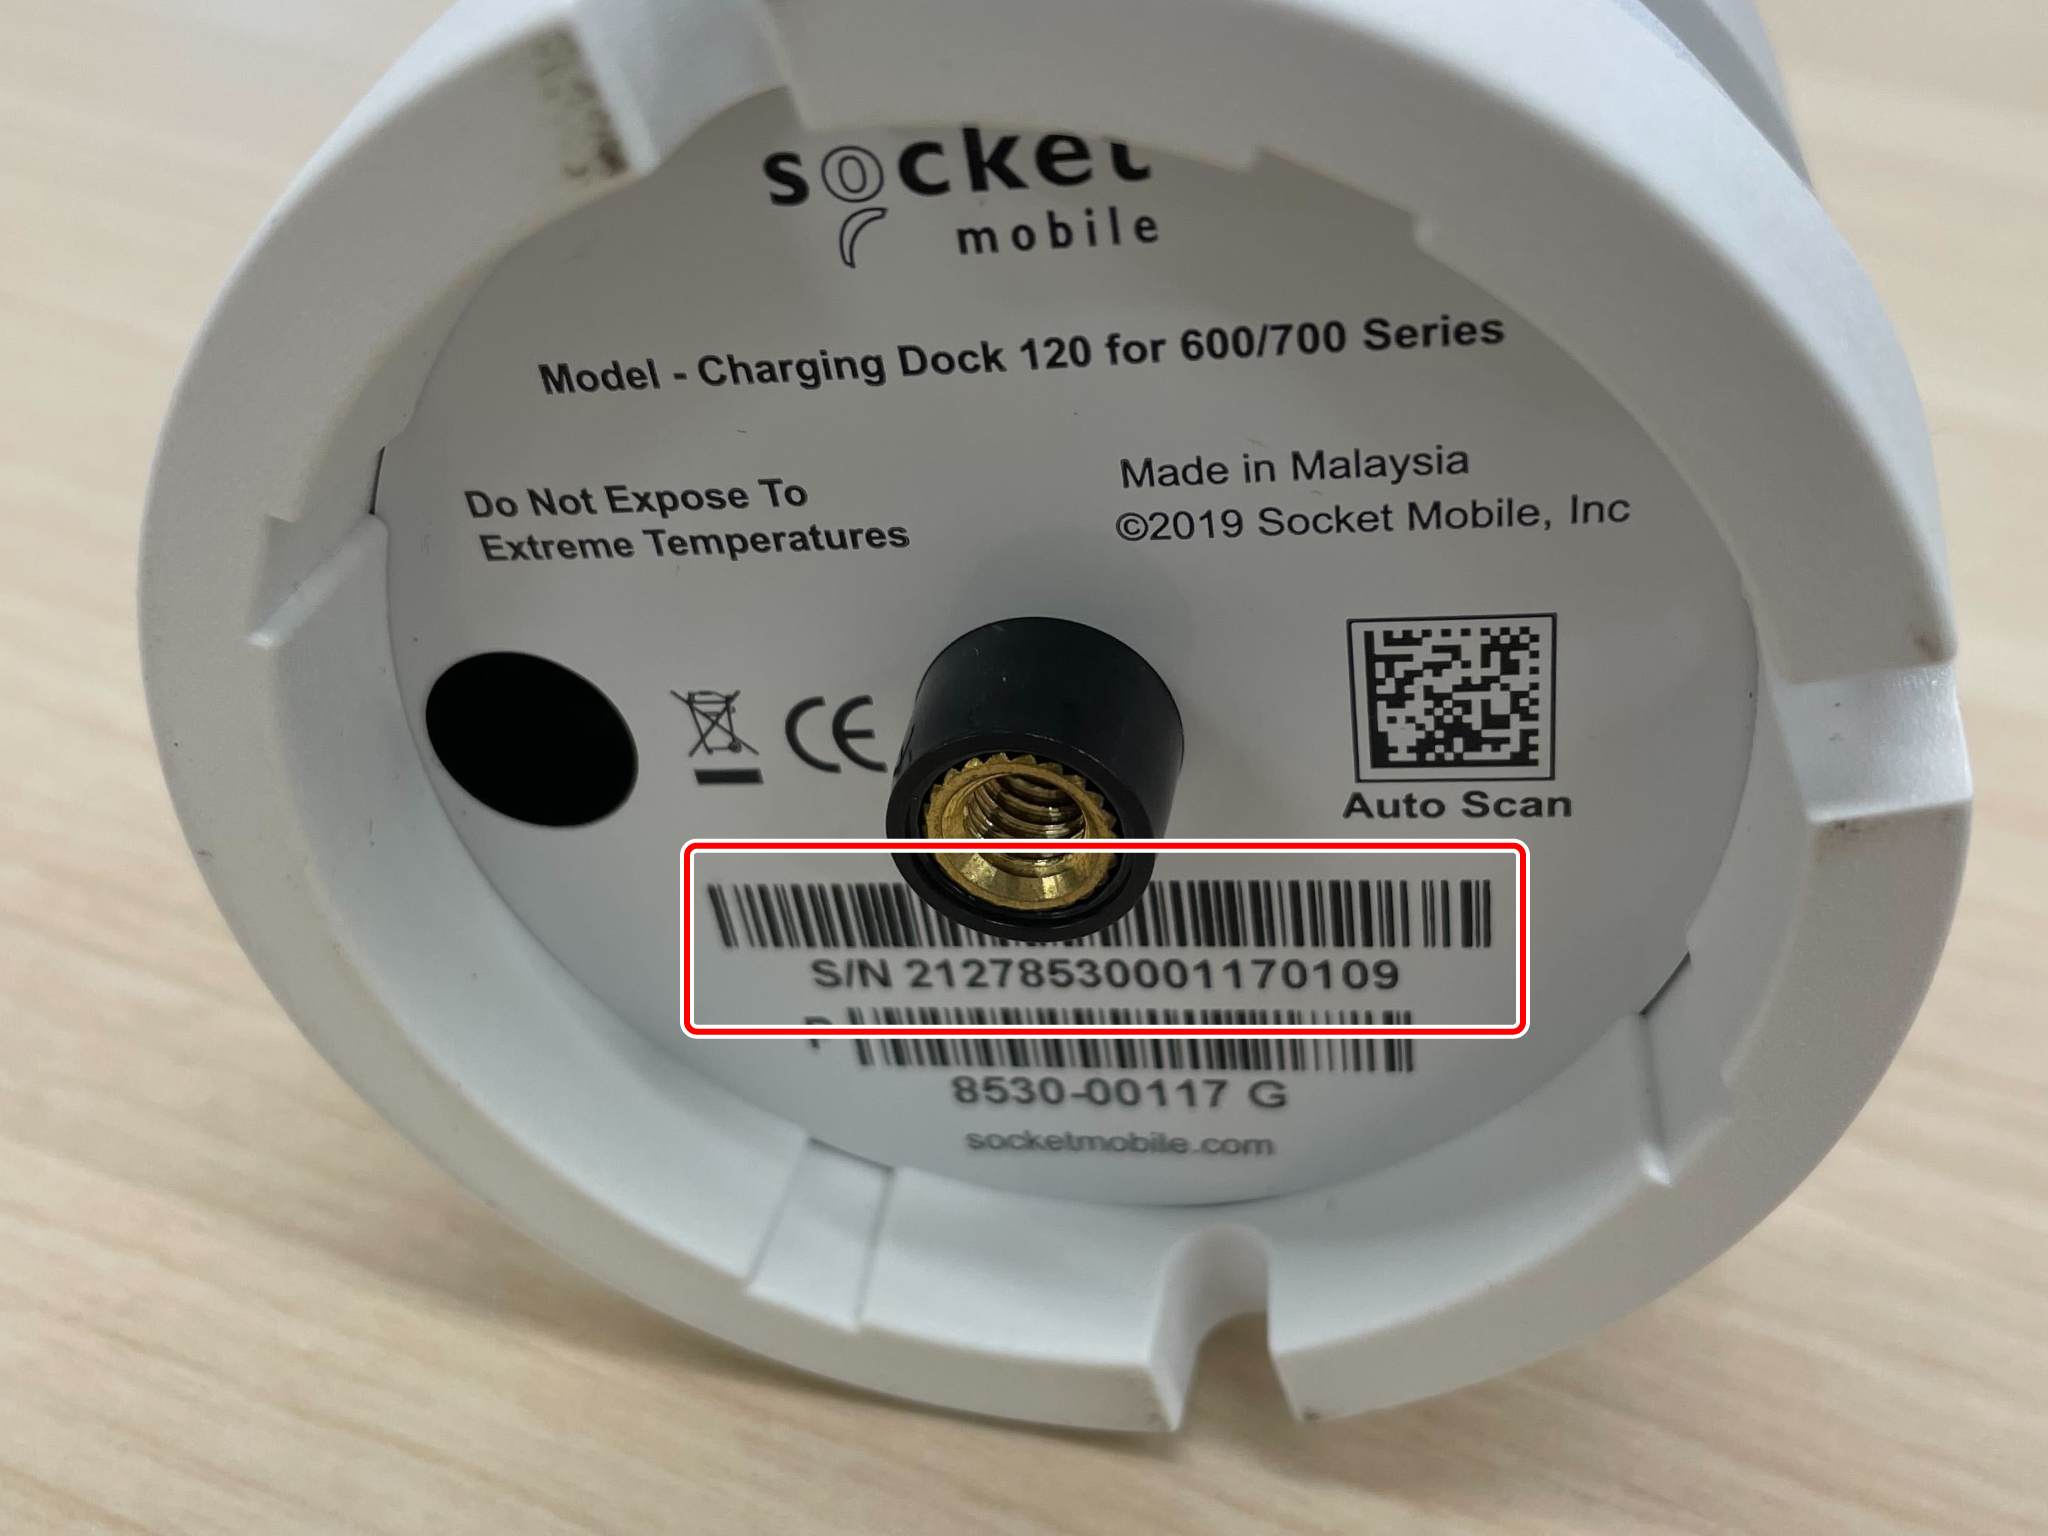 socket
mobile
Model - Charging Dock 120 for 600/700 Series
Do Not Expose To
Extreme Temperatures
Made in Malaysia
©2019 Socket Mobile, Inc
CE
Auto Scan
S/N 21278530001170109
P
8530-00117 G
socketmobile.com